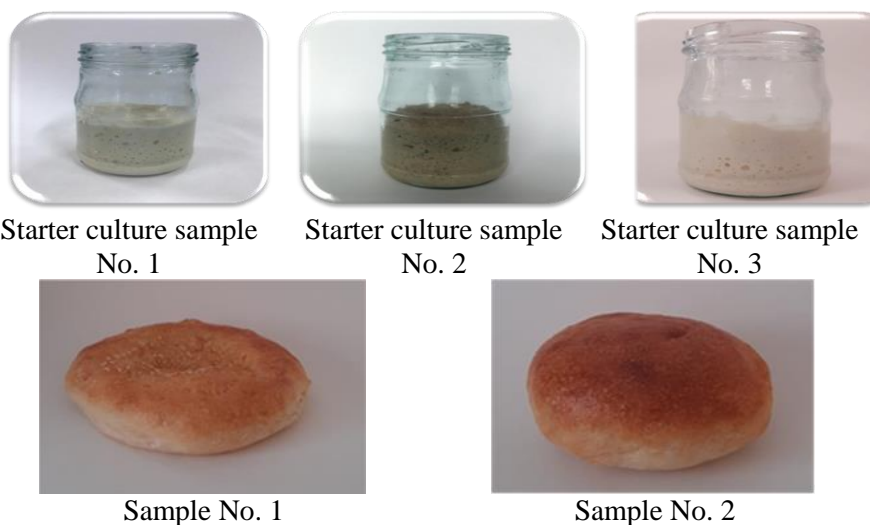 Starter culture sample Starter culture sample Starter culture sample
No. 1 No. 2 No. 3
Sample No. 1 Sample No. 2